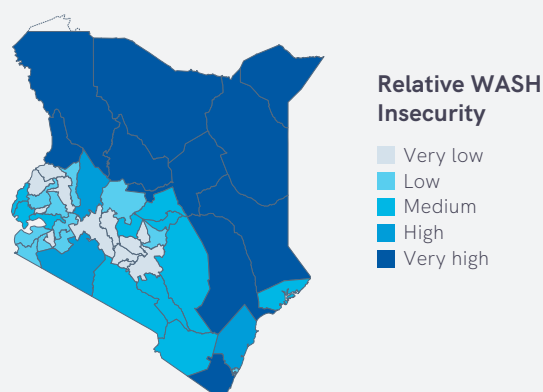 Relative WASH
Insecurity
Very low
Low
Medium
High
Very high